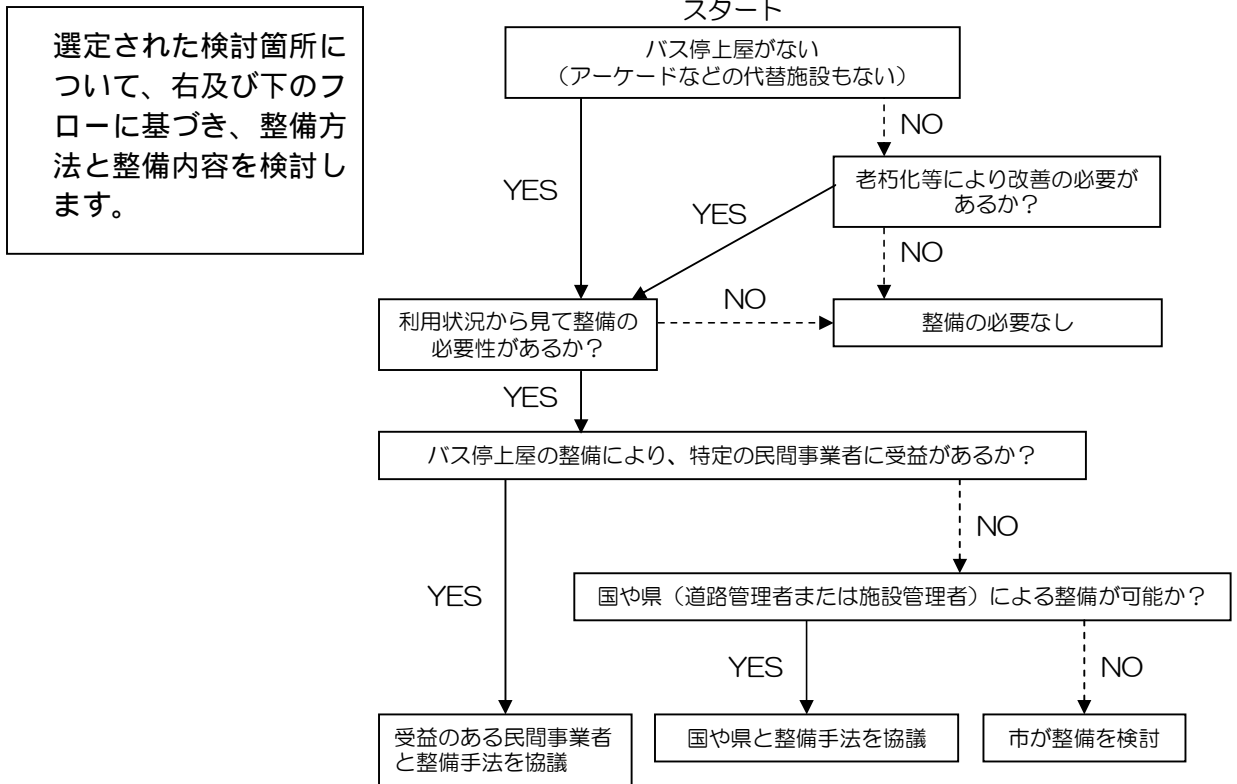 選定された検討箇所に
ついて、右及び下のフ
ローに基づき、整備方
法と整備内容を検討し
ます。
スタート
バス停上屋がない
（アーケードなどの代替施設もない）
NO
YES
老朽化等により改善の必要が
あるか？
YES
NO
利用状況から見て整備の
必要性があるか？
NO
整備の必要なし
YES
バス停上屋の整備により、特定の民間事業者に受益があるか？
NO
YES
国や県（道路管理者または施設管理者）による整備が可能か？
YES
NO
受益のある民間事業者
と整備手法を協議
国や県と整備手法を協議
市が整備を検討